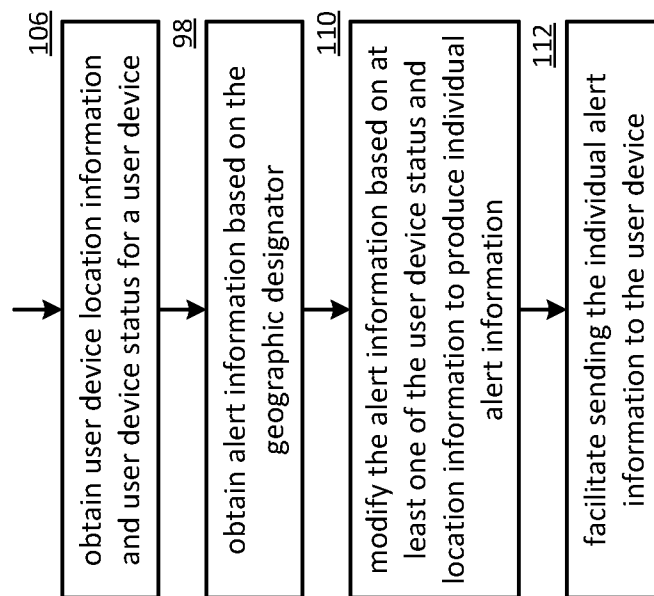 106
obtain user device location information
and user device status for a user device
98
obtain alert information based on the
geographic designator
110
modify the alert information based on at
least one of the user device status and
location information to produce individual
alert information
112
facilitate sending the individual alert
information to the user device